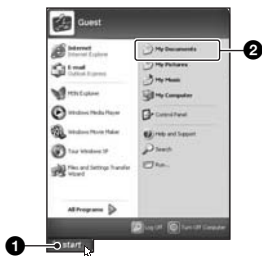 Guest
Internet
Internet Explorer
E-mail
Outlook Express
MSN Explorer
Windows Media Player
Windows Movie Maker
Tour Windows XP
Files and Settings Transfer
Wizard
All Programs
My Documents
2
My Pictures
My Music
My Computer
Control Panel
Help and Support
Search
Run...
Log Off
Turn Off Computer
1
start